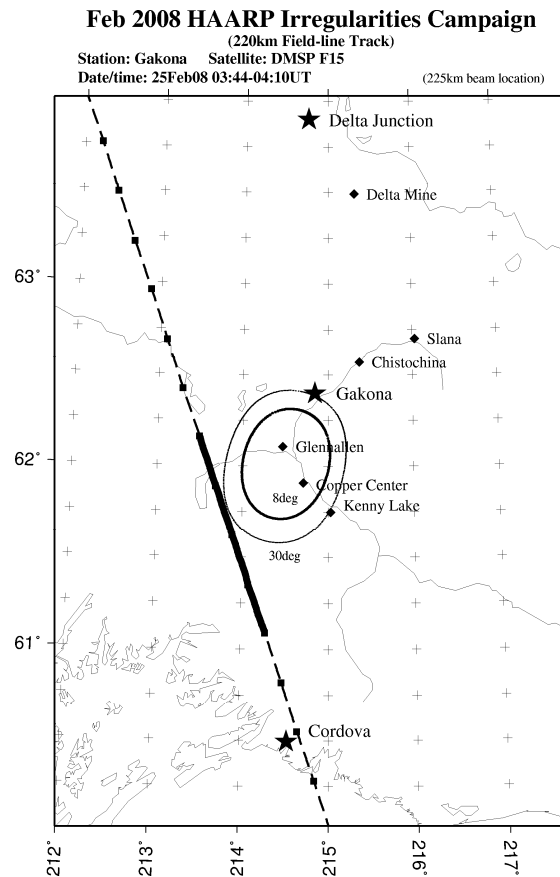 Feb 2008 HAARP Irregularities Campaign
(220km Field-line Track)
Station: Gakona Satellite: DMSP F15
Date/time: 25Feb08 03:44-04:10UT (225km beam location)
Delta Junction
Delta Mine
63°
Slana
Chistochina
Gakona
62°
Glennallen
Copper Center
8deg
Kenny Lake
30deg
61°
Cordova
212° 213° 214° 215° 216° 217°